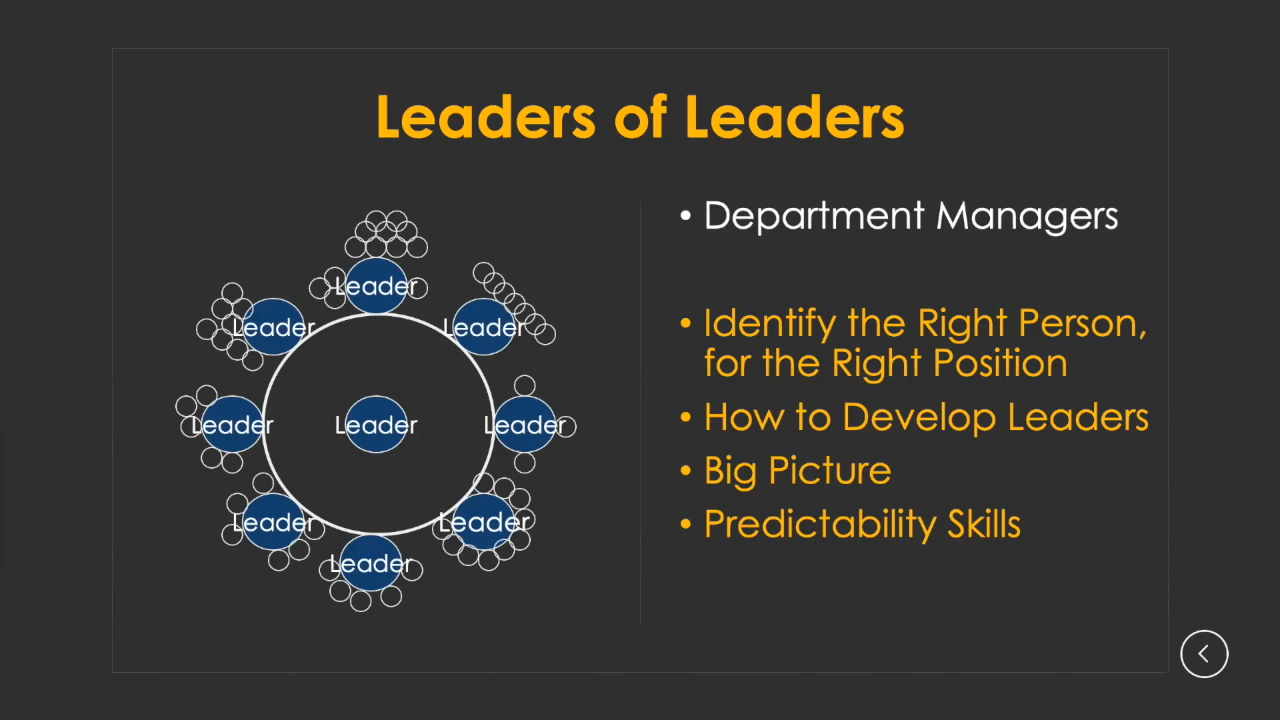 Leaders of Leaders
Leader
Leader
Leader
Leader
Leader
Leader
Leader
Leader
Leader
• Department Managers
• Identify the Right Person,
for the Right Position
• How to Develop Leaders
• Big Picture
• Predictability Skills